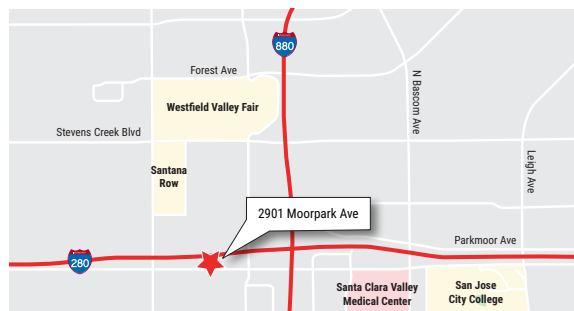 880
Forest Ave
Westfield Valley Fair
N Bascom Ave
Stevens Creek Blvd
Leigh Ave
Santana
Row
2901 Moorpark Ave
Parkmoor Ave
280
Santa Clara Valley
Medical Center
San Jose
City College